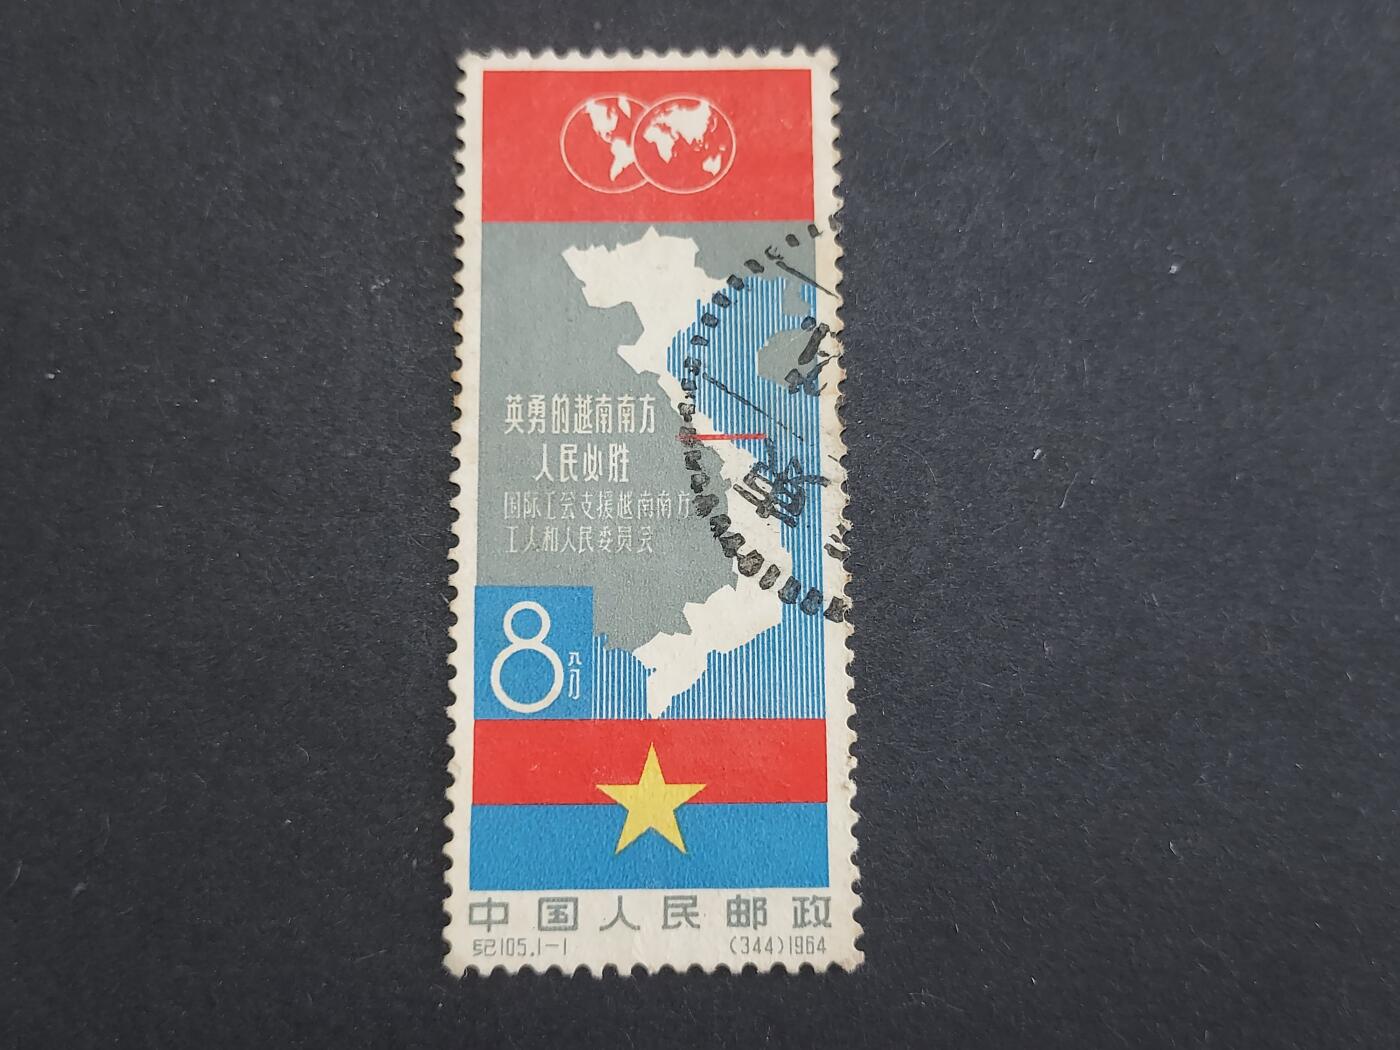 英勇的越南南方
人民必胜
国际工会支援越南南方
工人和人民委员会
8 八分
中国人民邮政
纪105.1-1 (344)1964